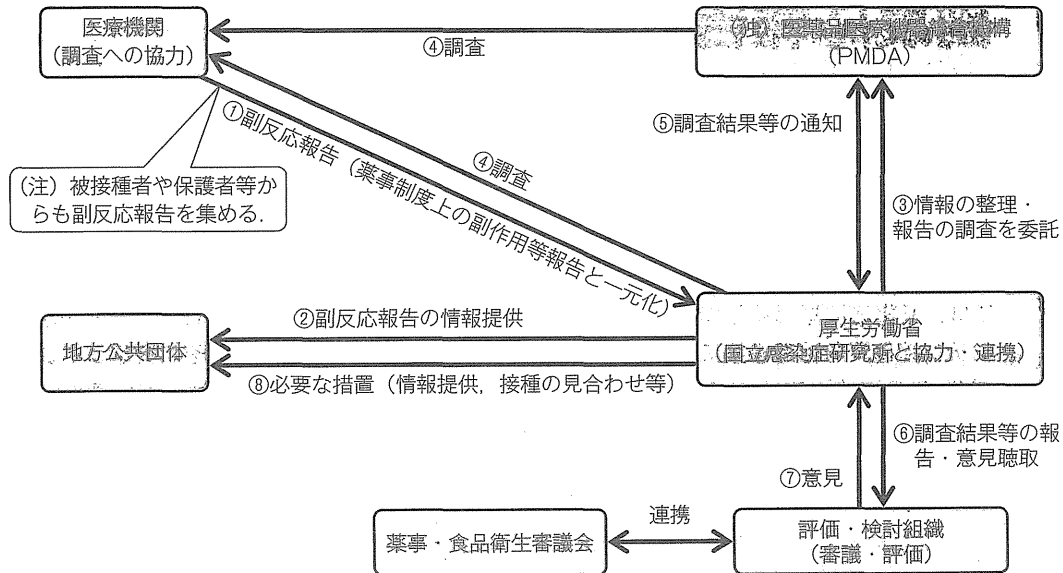 医療機関
(調査への協力)
④調査
(独) 医薬品医療機器総合機構
(PMDA)
①副反応報告 (薬事制度上の副作用等報告と一元化)
④調査
⑤調査結果等の通知
③情報の整理・
報告の調査を委託
(注) 被接種者や保護者等か
らも副反応報告を集める.
②副反応報告の情報提供
地方公共団体
厚生労働省
(国立感染症研究所と協力・連携)
⑧必要な措置 (情報提供, 接種の見合わせ等)
⑥調査結果等の報
告・意見聴取
⑦意見
連携
薬事・食品衛生審議会
評価・検討組織
(審議・評価)